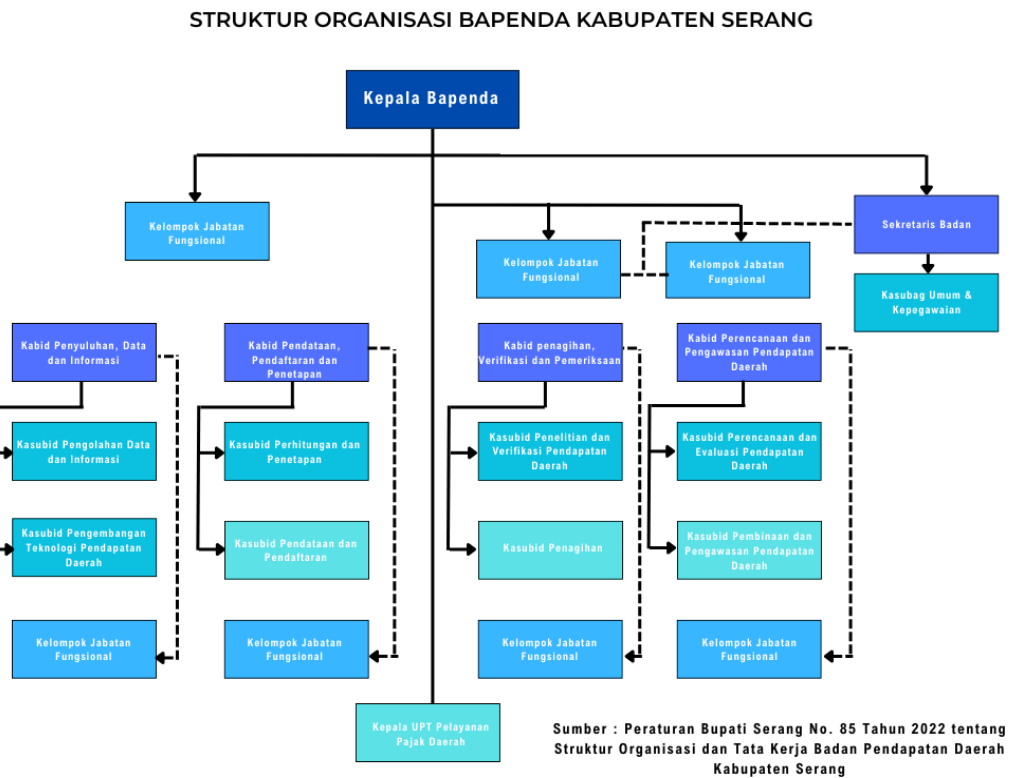 STRUKTUR ORGANISASI BAPENDA KABUPATEN SERANG
Kepala Bapenda
Kelompok Jabatan
Fungsional
Kelompok Jabatan
Fungsional
Kelompok Jabatan
Fungsional
Sekretaris Badan
Kasubag Umum &
Kepegawaian
Kabid Penyuluhan, Data
dan Informasi
Kabid Pendataan,
Pendaftaran dan
Penetapan
Kabid penagihan,
Verifikasi dan Pemeriksaan
Kabid Perencanaan dan
Pengawasan Pendapatan
Daerah
Kasubid Pengolahan Data
dan Informasi
Kasubid Perhitungan dan
Penetapan
Kasubid Penelitian dan
Verifikasi Pendapatan
Daerah
Kasubid Perencanaan dan
Evaluasi Pendapatan
Daerah
Kasubid Pengembangan
Teknologi Pendapatan
Daerah
Kasubid Pendataan dan
Pendaftaran
Kasubid Penagihan
Kasubid Pembinaan dan
Pengawasan Pendapatan
Daerah
Kelompok Jabatan
Fungsional
Kelompok Jabatan
Fungsional
Kelompok Jabatan
Fungsional
Kelompok Jabatan
Fungsional
Kepala UPT Pelayanan
Pajak Daerah
Sumber : Peraturan Bupati Serang No. 85 Tahun 2022 tentang
Struktur Organisasi dan Tata Kerja Badan Pendapatan Daerah
Kabupaten Serang